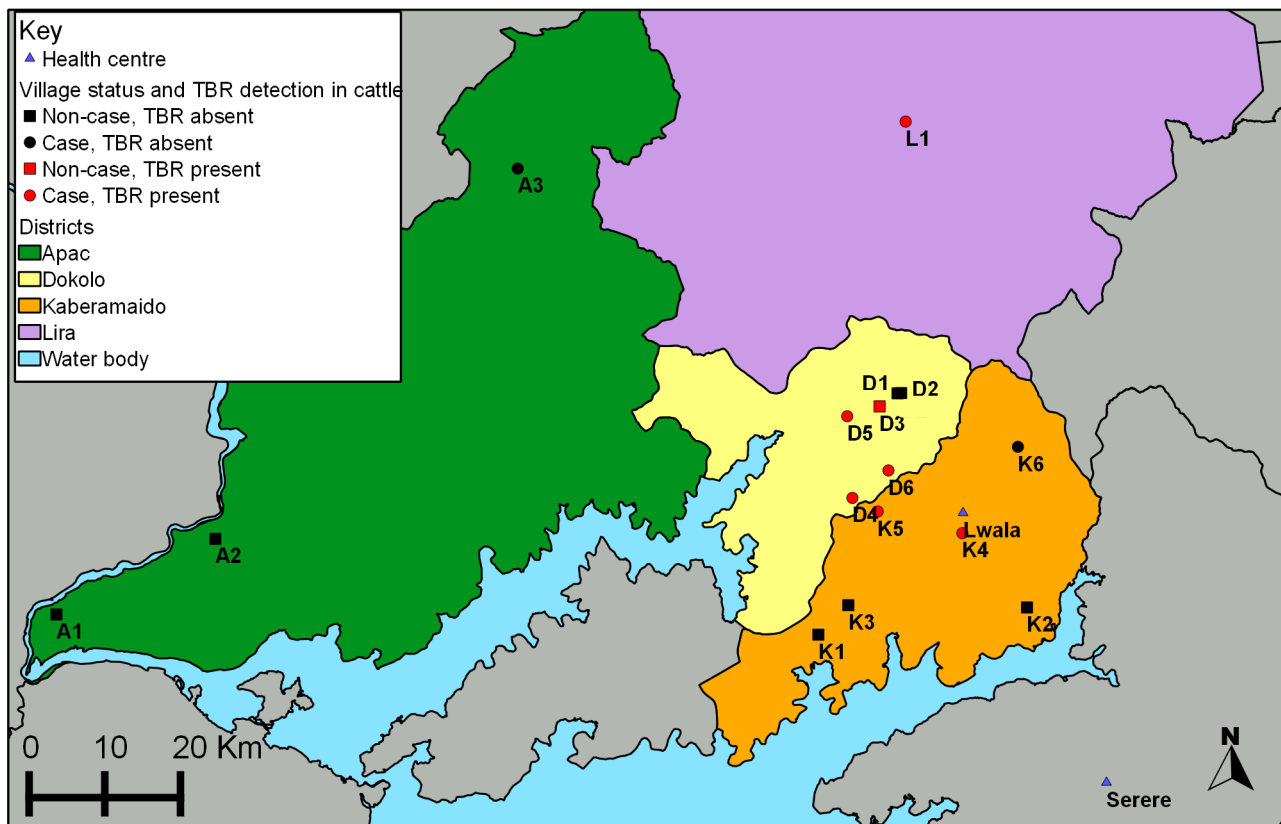 Key
Health centre
Village status and TBR detection in cattle
Non-case, TBR absent
Case, TBR absent
Non-case, TBR present
Case, TBR present
Districts
Apac
Dokolo
Kaberamaido
Lira
Water body
L1
A3
D1 D2
D3
D5
K6
D6
D4
K5
Lwala
K4
A2
K3
K2
A1
K1
0 10 20 Km
N
Serere